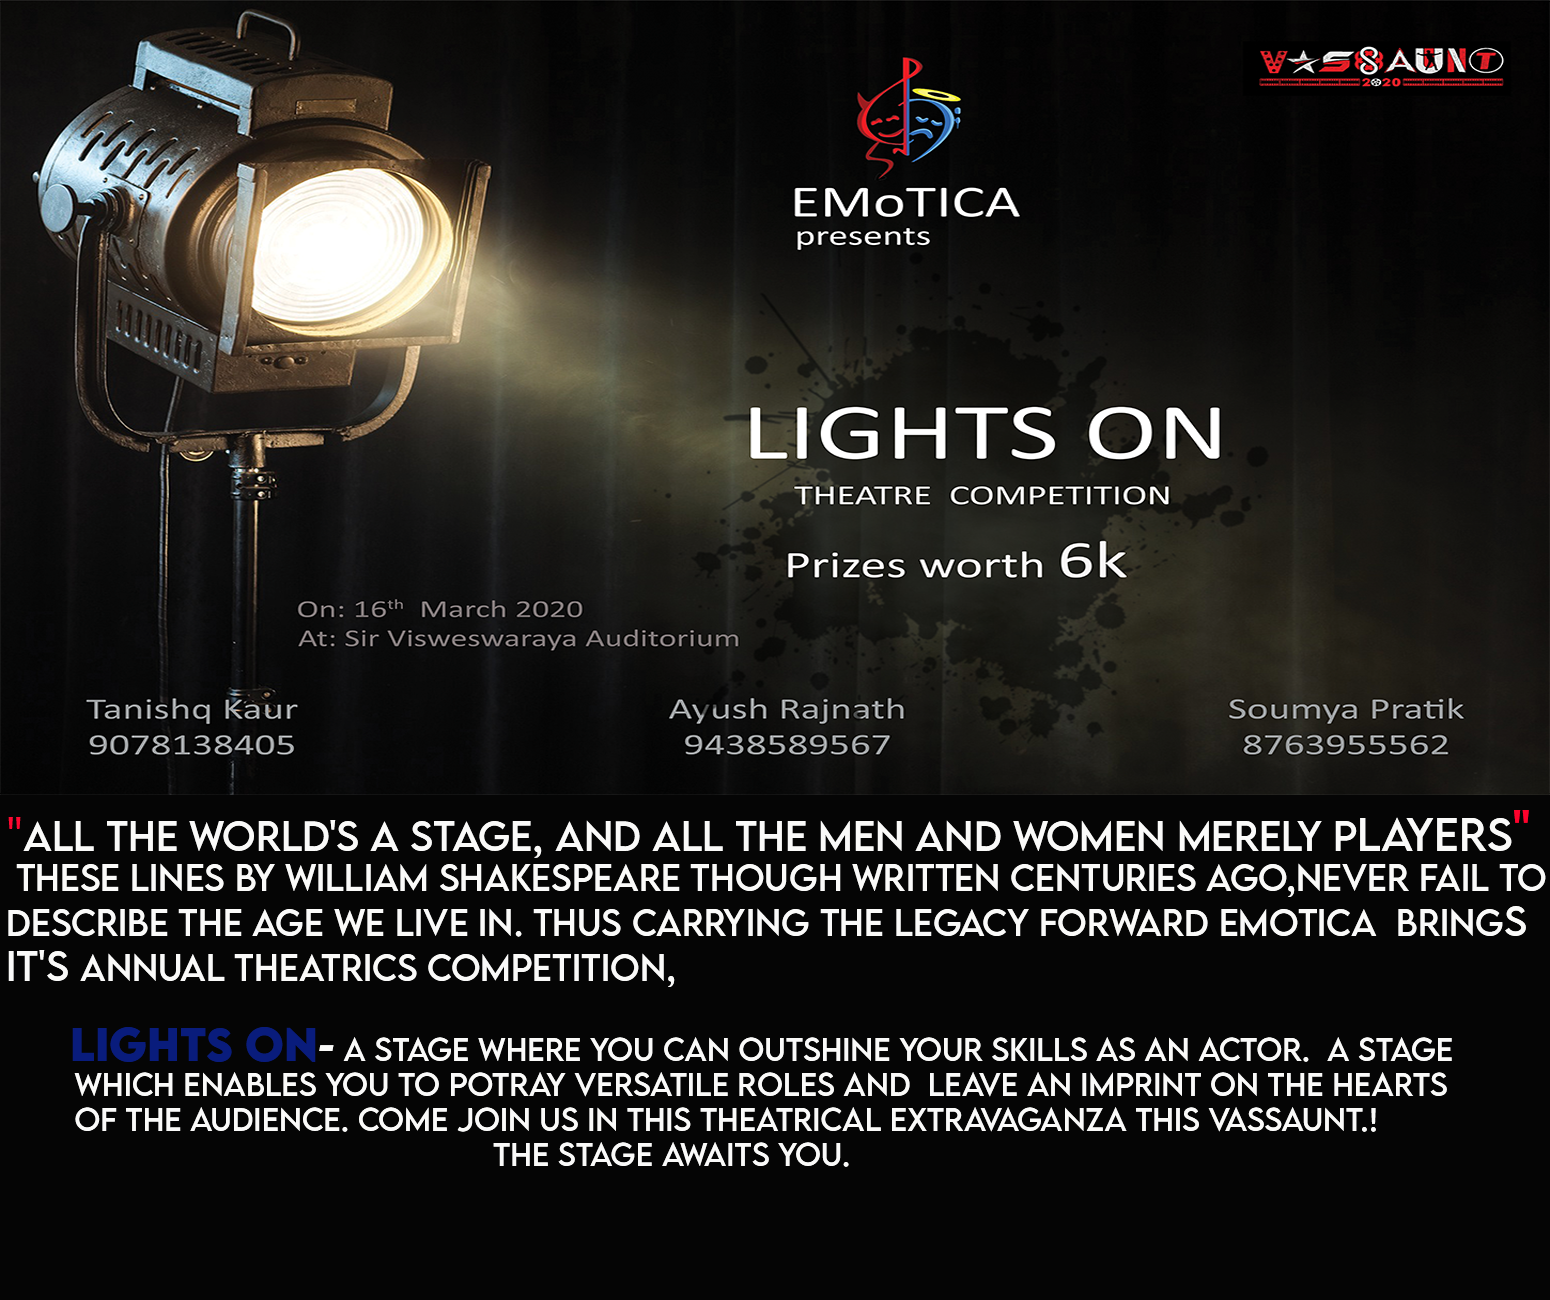 VASSAUNT
2020
EMoTICA
presents
LIGHTS ON
THEATRE COMPETITION
Prizes worth 6k
On: 16th March 2020
At: Sir Visweswaraya Auditorium
Tanishq Kaur
9078138405
Ayush Rajnath
9438589567
Soumya Pratik
8763955562
"ALL THE WORLD'S A STAGE, AND ALL THE MEN AND WOMEN MERELY PLAYERS"
THESE LINES BY WILLIAM SHAKESPEARE THOUGH WRITTEN CENTURIES AGO,NEVER FAIL TO
DESCRIBE THE AGE WE LIVE IN. THUS CARRYING THE LEGACY FORWARD EMOTICA BRINGS
IT'S ANNUAL THEATRICS COMPETITION,
LIGHTS ON- A STAGE WHERE YOU CAN OUTSHINE YOUR SKILLS AS AN ACTOR. A STAGE
WHICH ENABLES YOU TO POTRAY VERSATILE ROLES AND LEAVE AN IMPRINT ON THE HEARTS
OF THE AUDIENCE. COME JOIN US IN THIS THEATRICAL EXTRAVAGANZA THIS VASSAUNT.!
THE STAGE AWAITS YOU.